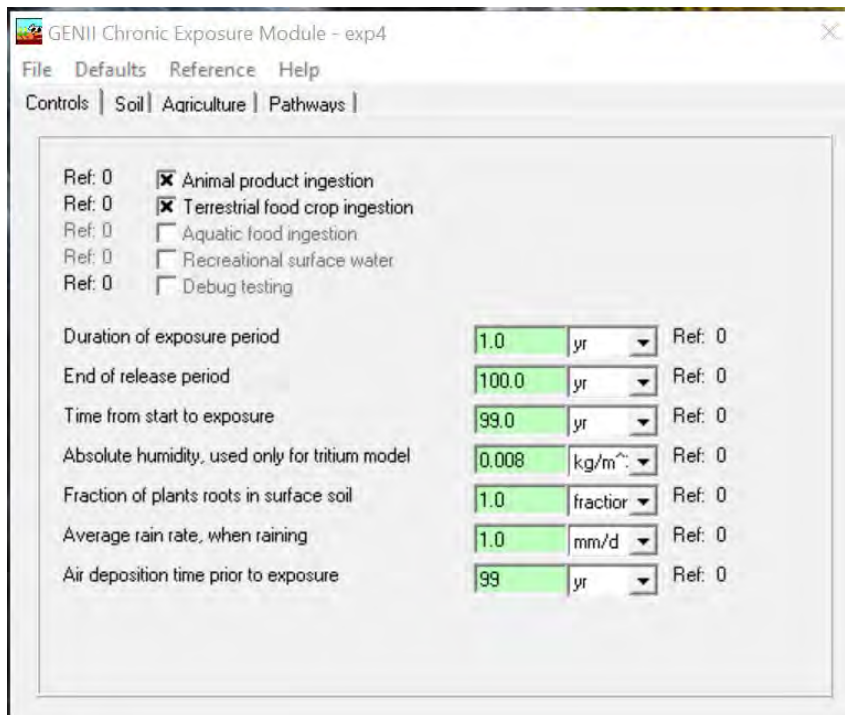 GENII Chronic Exposure Module - exp4
File Defaults Reference Help
Controls Soil Agriculture Pathways
Ref: 0 Animal product ingestion
Ref: 0 Terrestrial food crop ingestion
Ref: 0 Aquatic food ingestion
Ref: 0 Recreational surface water
Ref: 0 Debug testing
Duration of exposure period 1.0 yr Ref: 0
End of release period 100.0 yr Ref: 0
Time from start to exposure 99.0 yr Ref: 0
Absolute humidity, used only for tritium model 0.008 kg/m^: Ref: 0
Fraction of plants roots in surface soil 1.0 fraction Ref: 0
Average rain rate, when raining 1.0 mm/d Ref: 0
Air deposition time prior to exposure 99 yr Ref: 0